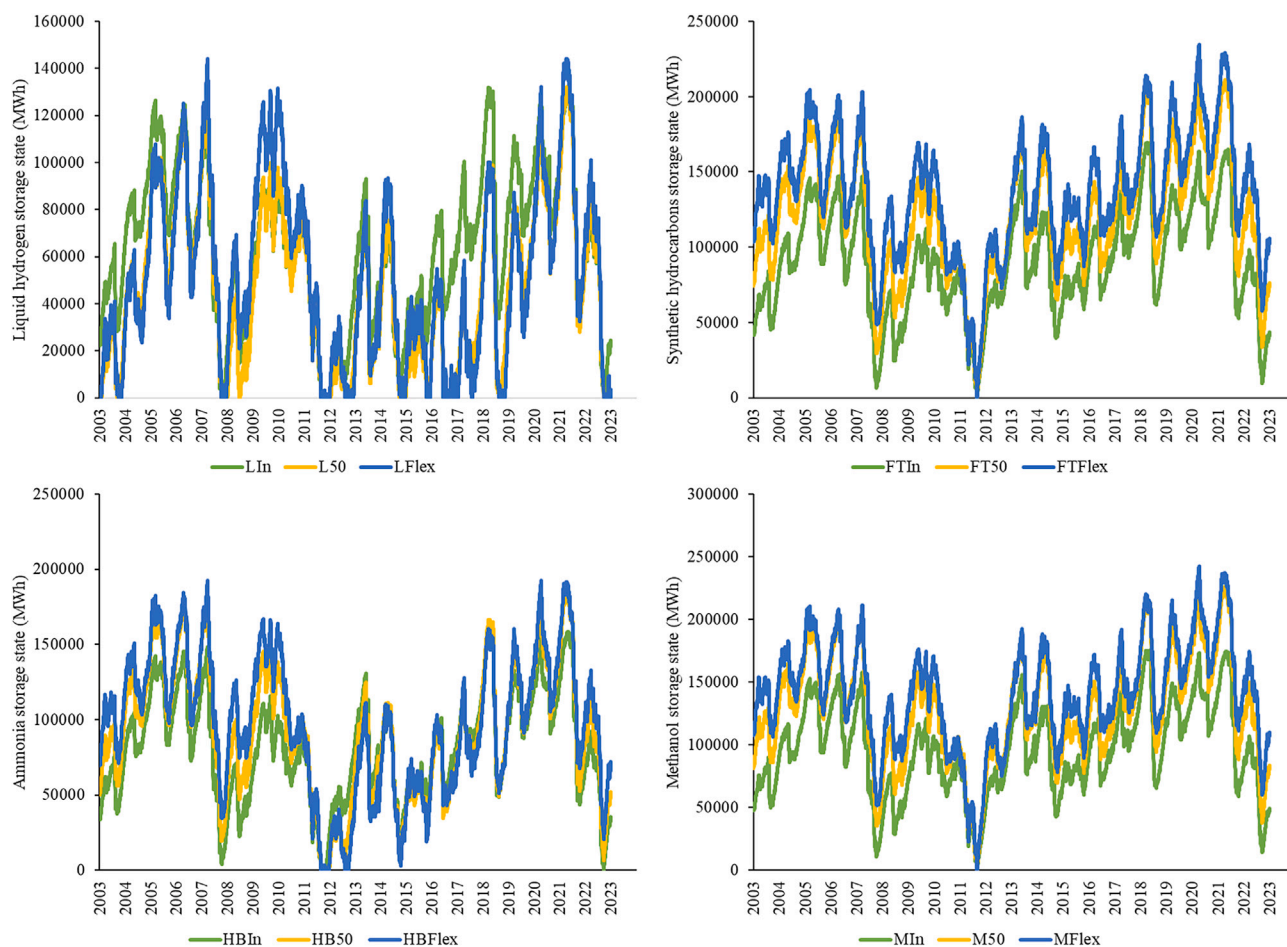 Liquid hydrogen storage state (MWh)
160000
140000
120000
100000
80000
60000
40000
20000
0
2003 2004 2005 2006 2007 2008 2009 2010 2011 2012 2013 2014 2015 2016 2017 2018 2019 2020 2021 2022 2023
LIn L50 LFlex
Synthetic hydrocarbons storage state (MWh)
250000
200000
150000
100000
50000
0
2003 2004 2005 2006 2007 2008 2009 2010 2011 2012 2013 2014 2015 2016 2017 2018 2019 2020 2021 2022 2023
FTIn FT50 FTFlex
Ammonia storage state (MWh)
250000
200000
150000
100000
50000
0
2003 2004 2005 2006 2007 2008 2009 2010 2011 2012 2013 2014 2015 2016 2017 2018 2019 2020 2021 2022 2023
HBIn HB50 HBFlex
Methanol storage state (MWh)
300000
250000
200000
150000
100000
50000
0
2003 2004 2005 2006 2007 2008 2009 2010 2011 2012 2013 2014 2015 2016 2017 2018 2019 2020 2021 2022 2023
MIn M50 MFlex